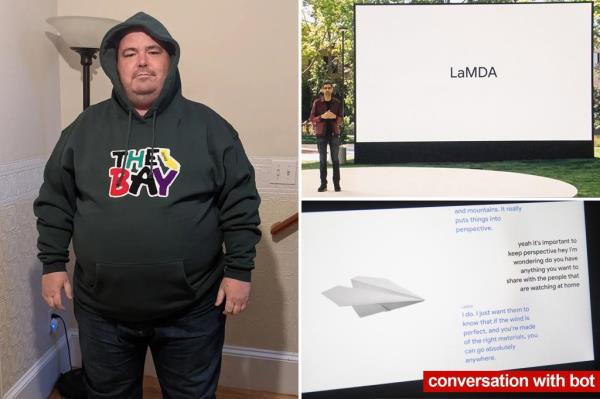 THE
BAY
LaMDA
and mountains. It really
puts things into
perspective.
yeah it's important to
keep perspective hey I'm
wondering do you have
anything you want to
share with the people that
are watching at home
I do. I just want them to
know that if the wind is
perfect, and you're made
of the right materials, you
can go absolutely
anywhere.
conversation with bot